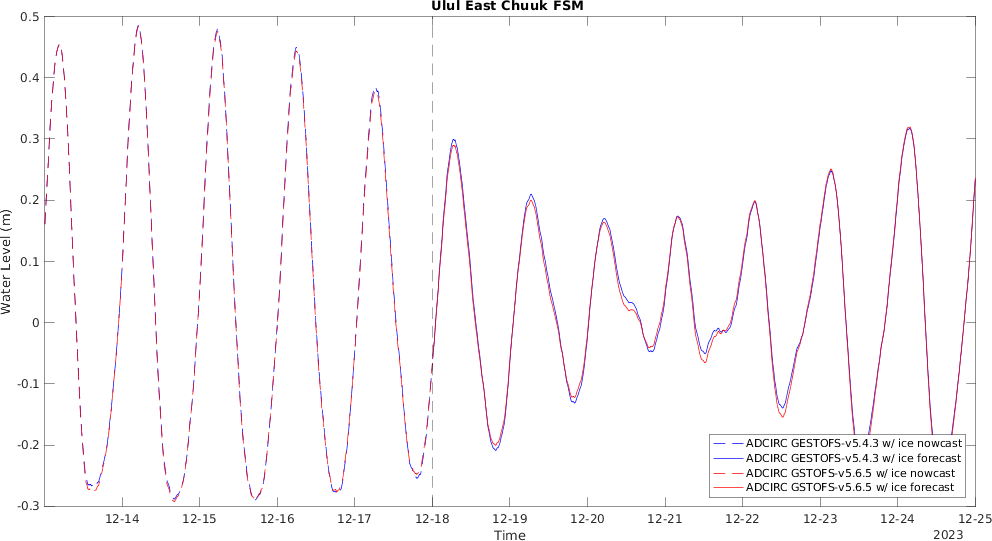 Ulul East Chuuk FSM
0.5
0.4
0.3
0.2
0.1
0
-0.1
-0.2
-0.3
Water Level (m)
ADCIRC GESTOFS-v5.4.3 w/ ice nowcast
ADCIRC GESTOFS-v5.4.3 w/ ice forecast
ADCIRC GSTOFS-v5.6.5 w/ ice nowcast
ADCIRC GSTOFS-v5.6.5 w/ ice forecast
12-14 12-15 12-16 12-17 12-18 12-19 12-20 12-21 12-22 12-23 12-24 12-25
Time
2023